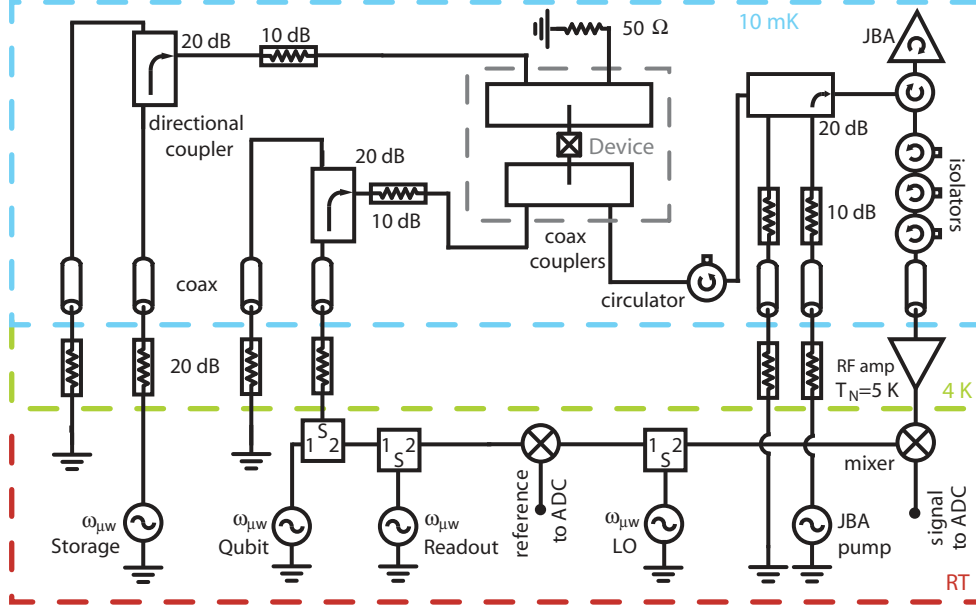 50 Ω
10 mK
JBA
20 dB
10 dB
directional
coupler
20 dB
10 dB
Device
20 dB
10 dB
isolators
coax
couplers
coax
circulator
20 dB
RF amp
T_N=5 K
4 K
1 S 2
1 2
S
1 2
S
mixer
ω_μw
Storage
ω_μw
Qubit
ω_μw
Readout
reference
to ADC
ω_μw
LO
JBA
pump
signal
to ADC
RT